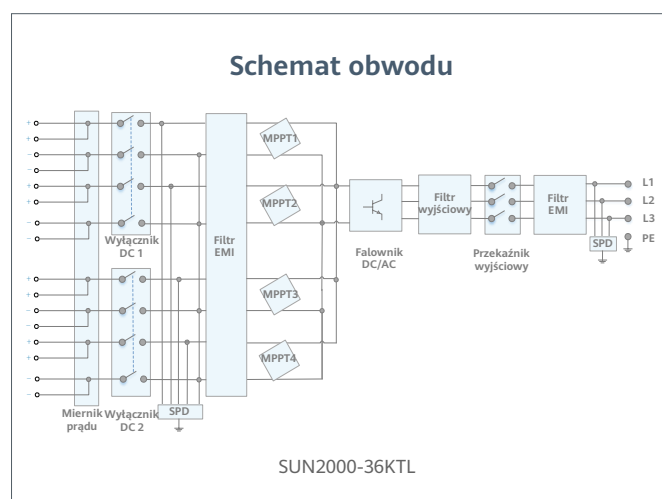 Schemat obwodu
+
+
−
−
+
+
−
−
+
+
−
−
+
+
−
−
Miernik
prądu
Wyłącznik
DC 1
Wyłącznik
DC 2
SPD
Filtr
EMI
MPPT1
MPPT2
MPPT3
MPPT4
Falownik
DC/AC
Filtr
wyjściowy
Przekaźnik
wyjściowy
Filtr
EMI
SPD
L1
L2
L3
PE
SUN2000-36KTL